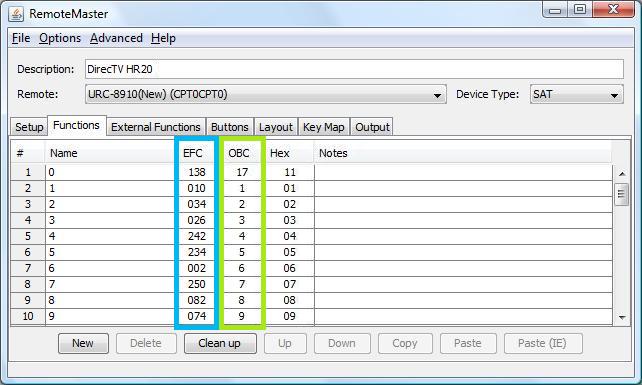 RemoteMaster
File Options Advanced Help
Description: DirecTV HR20
Remote: URC-8910(New) (CPT0CPT0) Device Type: SAT
Setup Functions External Functions Buttons Layout Key Map Output
# Name EFC OBC Hex Notes
1 0 138 17 11
2 1 010 1 01
3 2 034 2 02
4 3 026 3 03
5 4 242 4 04
6 5 234 5 05
7 6 002 6 06
8 7 250 7 07
9 8 082 8 08
10 9 074 9 09
New Delete Clean up Up Down Copy Paste Paste (IE)